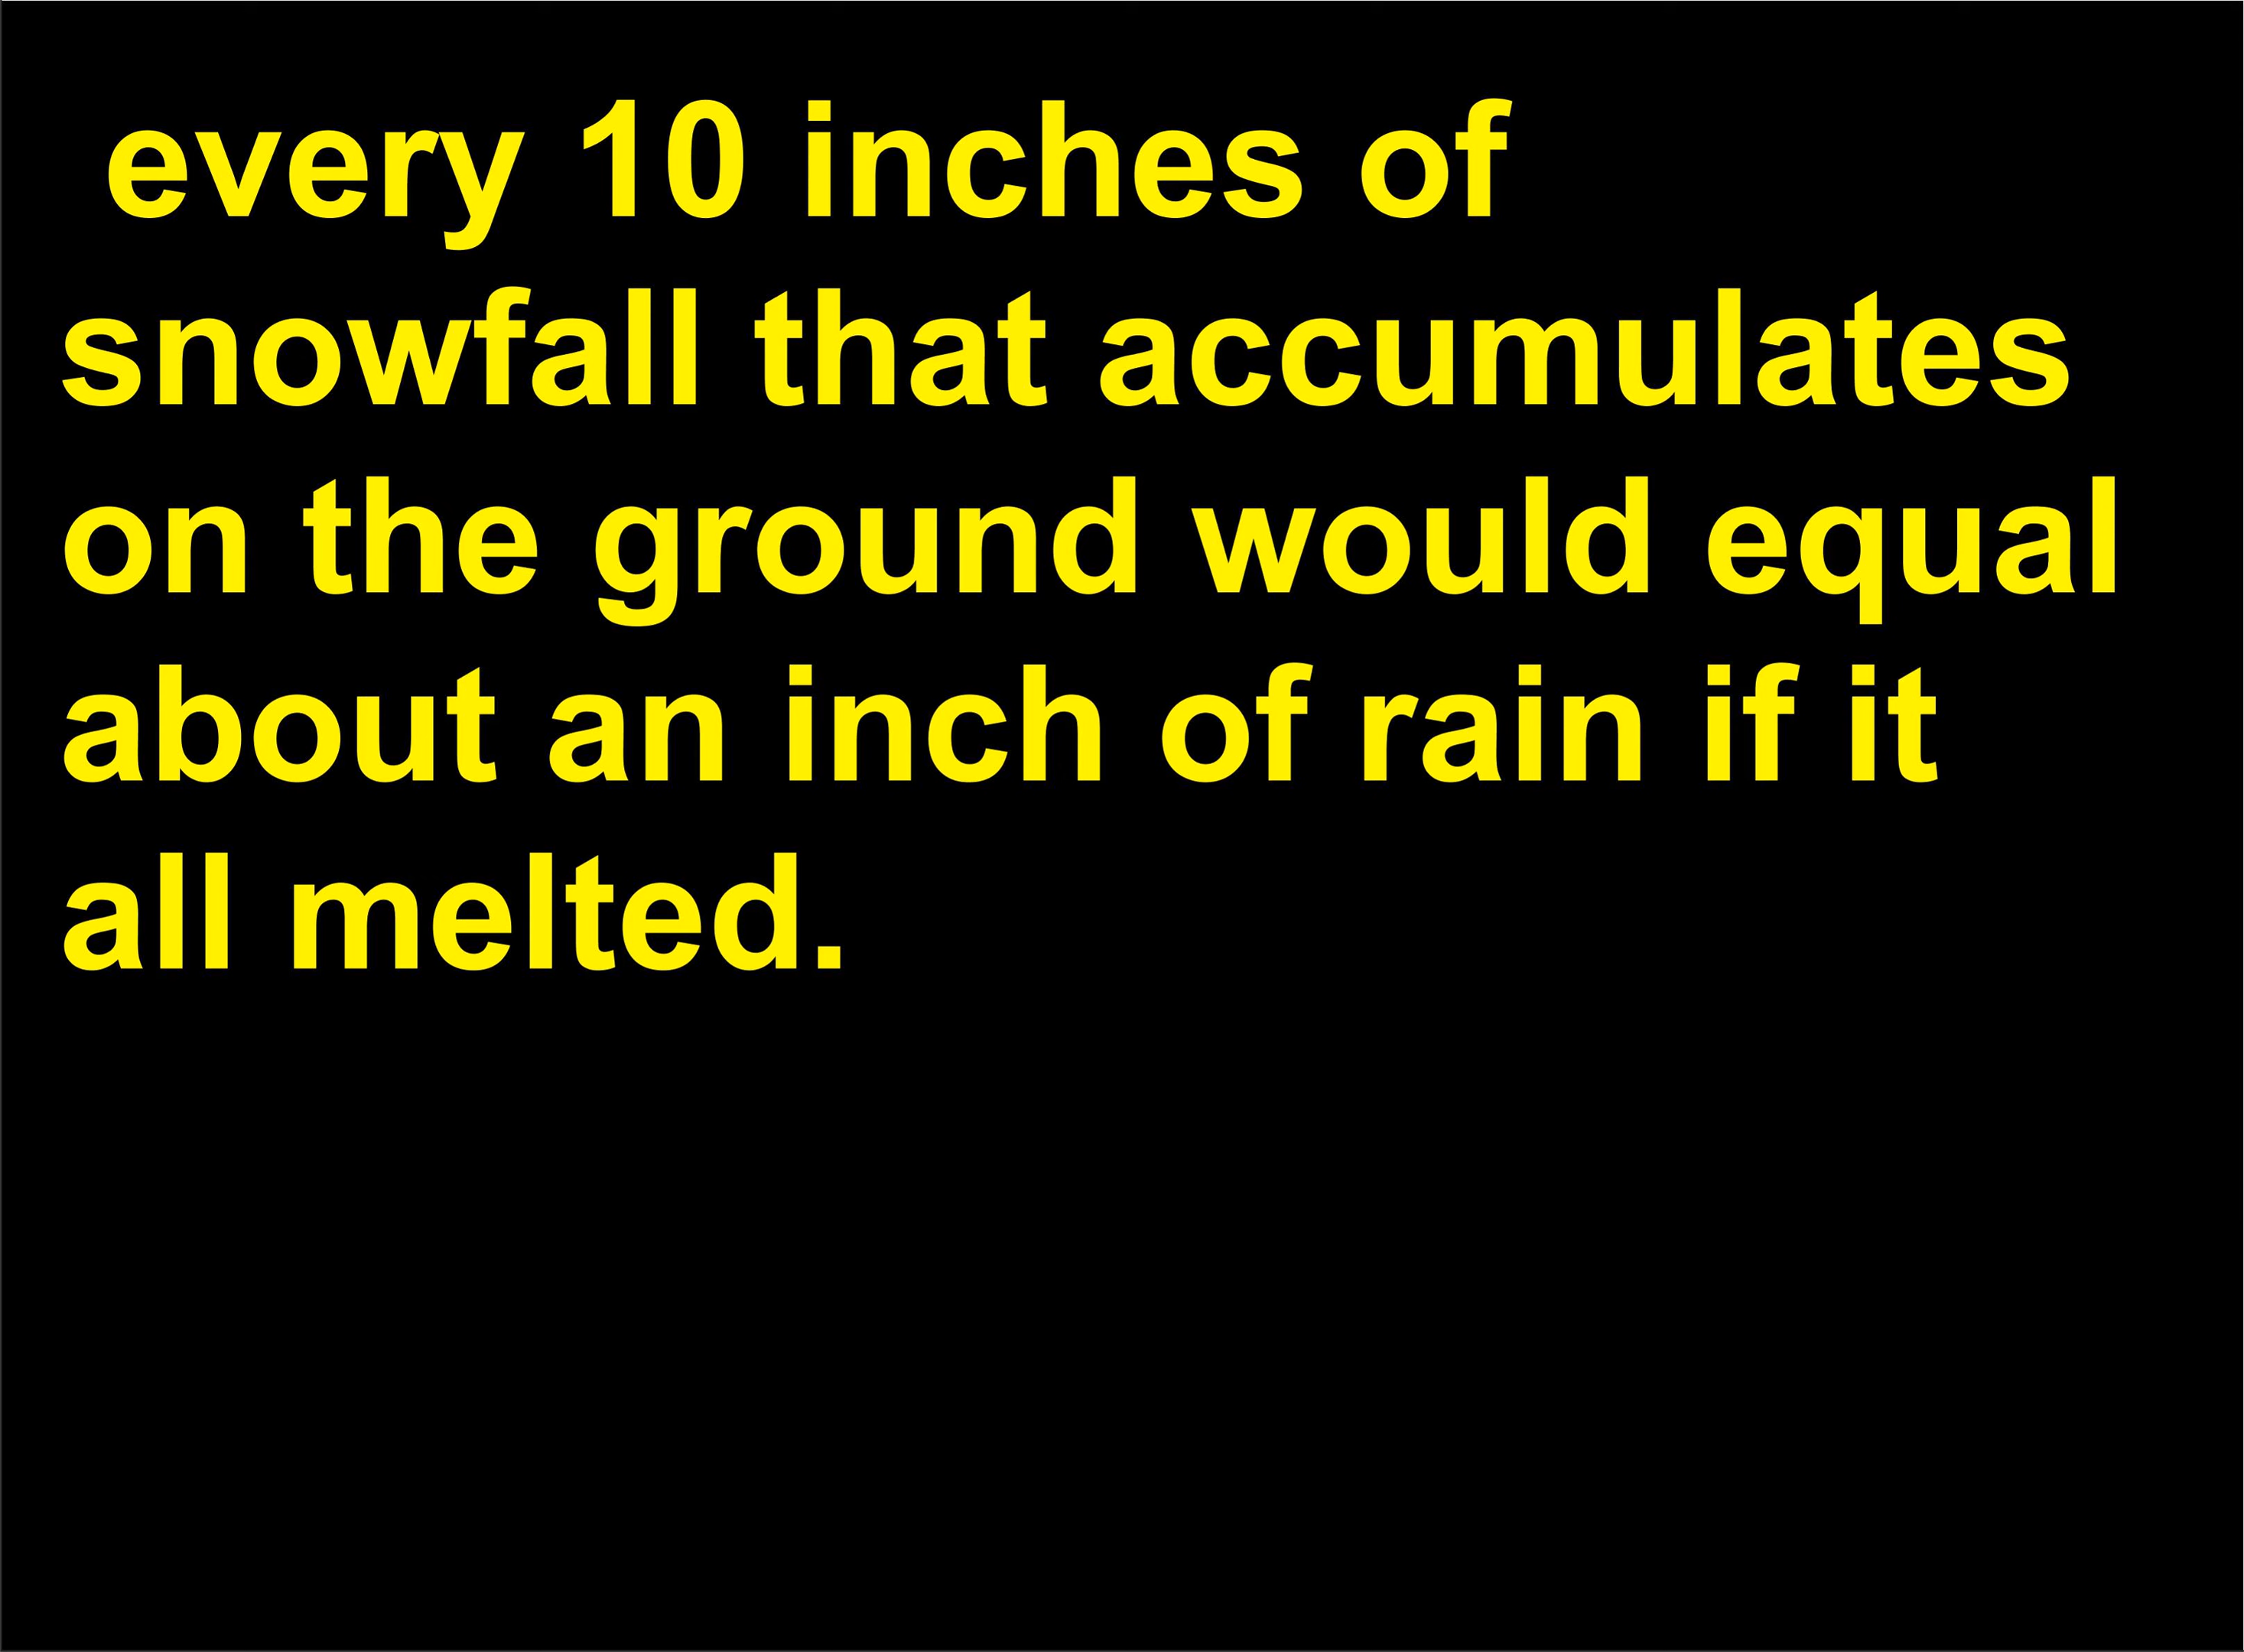 every 10 inches of
snowfall that accumulates
on the ground would equal
about an inch of rain if it
all melted.